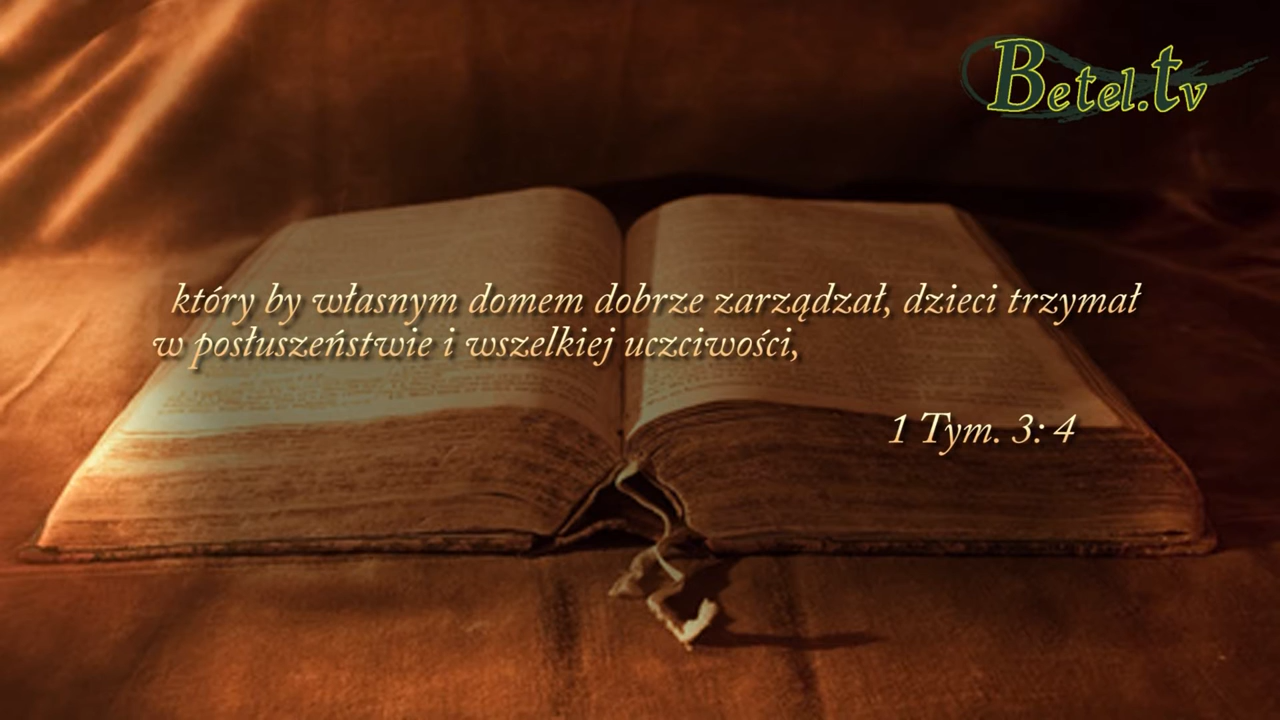 Betel.tv
który by własnym domem dobrze zarządzał, dzieci trzymał
w posłuszeństwie i wszelkiej uczciwości,
1 Tym. 3: 4